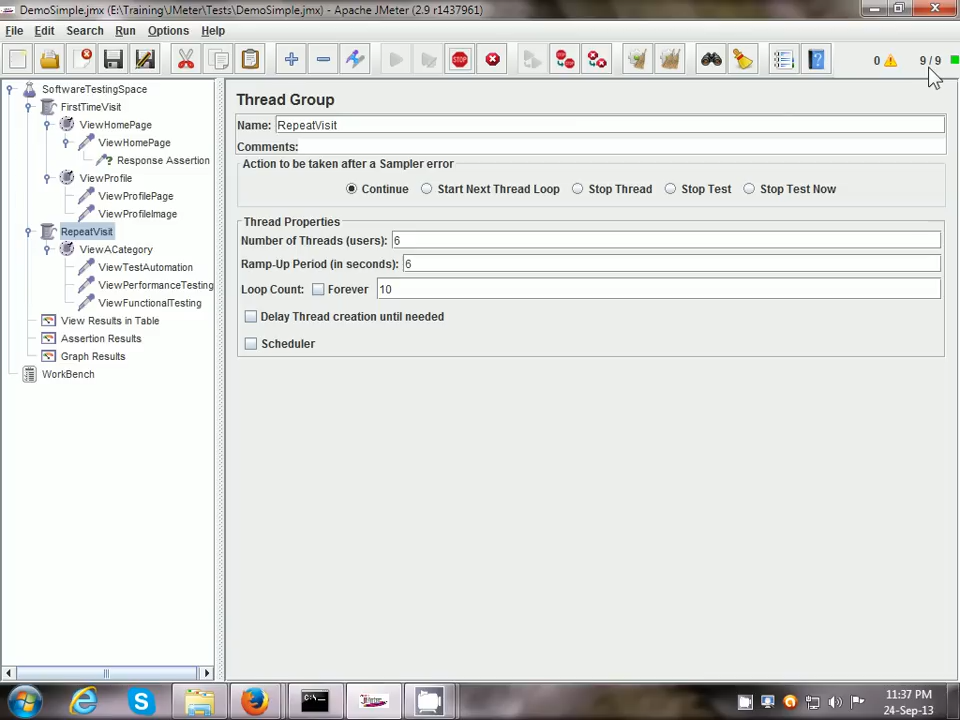 DemoSimple.jmx (E:\Training\JMeter\Tests\DemoSimple.jmx) - Apache JMeter (2.9 r1437961)
File Edit Search Run Options Help
0 9 / 9
SoftwareTestingSpace
FirstTimeVisit
ViewHomePage
ViewHomePage
Response Assertion
ViewProfile
ViewProfilePage
ViewProfileImage
RepeatVisit
ViewACategory
ViewTestAutomation
ViewPerformanceTesting
ViewFunctionalTesting
View Results in Table
Assertion Results
Graph Results
WorkBench
Thread Group
Name: RepeatVisit
Comments:
Action to be taken after a Sampler error
Continue Start Next Thread Loop Stop Thread Stop Test Stop Test Now
Thread Properties
Number of Threads (users): 6
Ramp-Up Period (in seconds): 6
Loop Count: Forever 10
Delay Thread creation until needed
Scheduler
11:37 PM
24-Sep-13